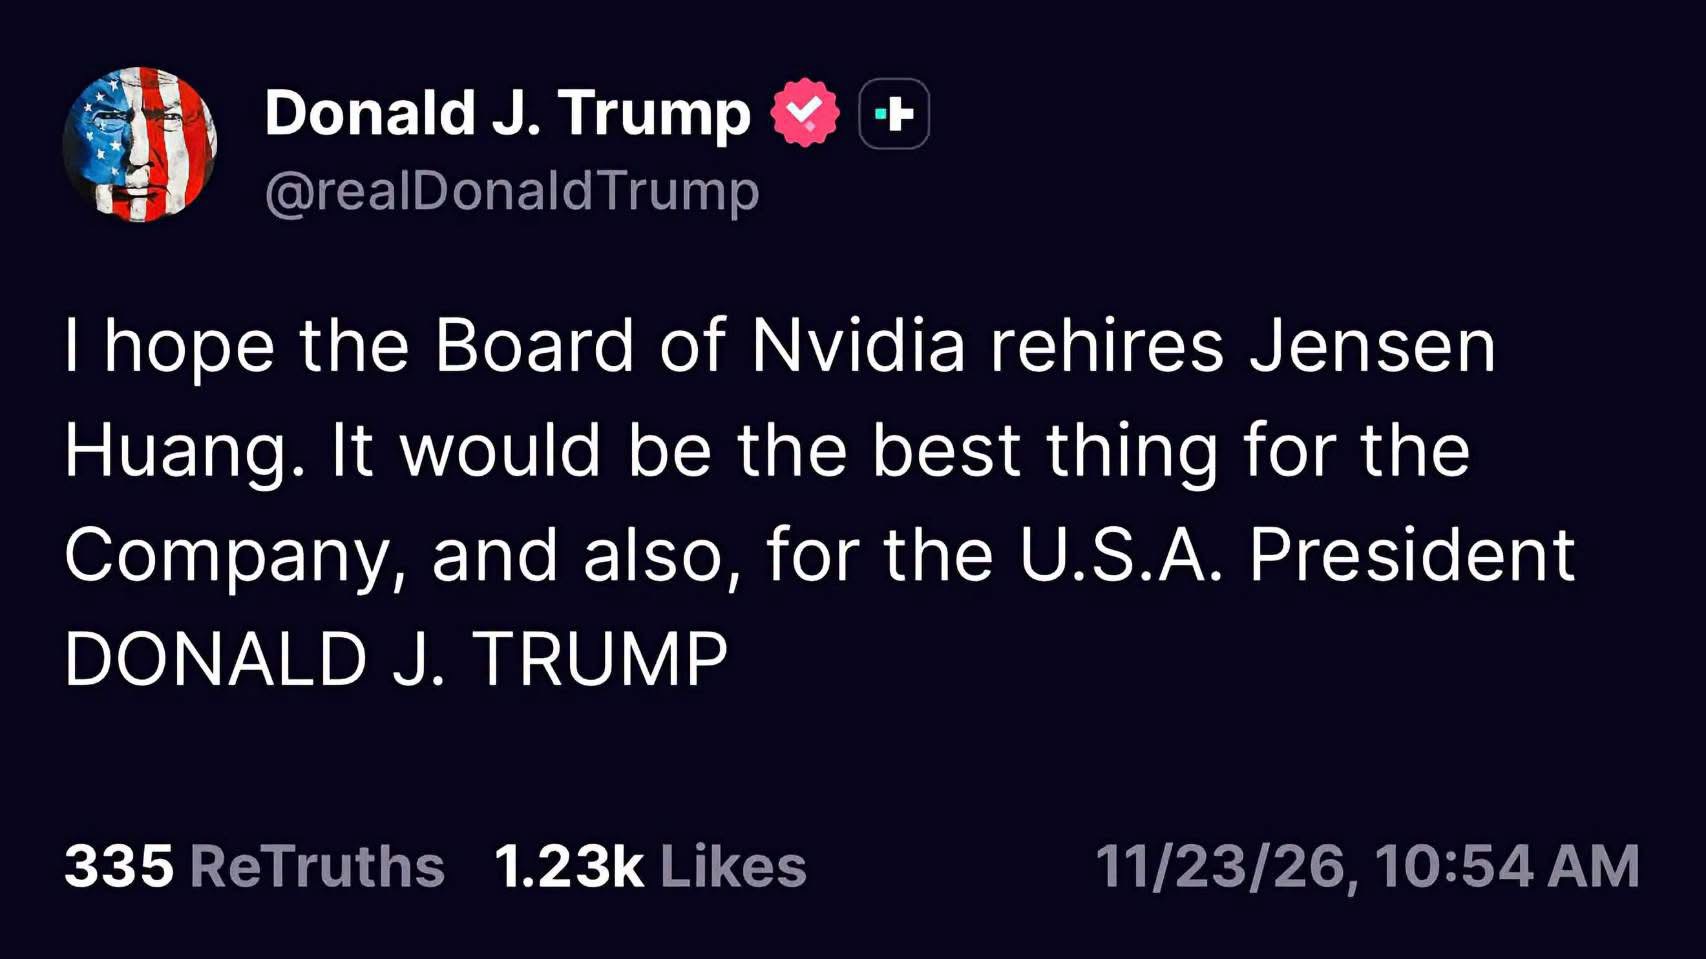 Donald J. Trump
@realDonaldTrump
I hope the Board of Nvidia rehires Jensen
Huang. It would be the best thing for the
Company, and also, for the U.S.A. President
DONALD J. TRUMP
335 ReTruths 1.23k Likes 11/23/26, 10:54 AM